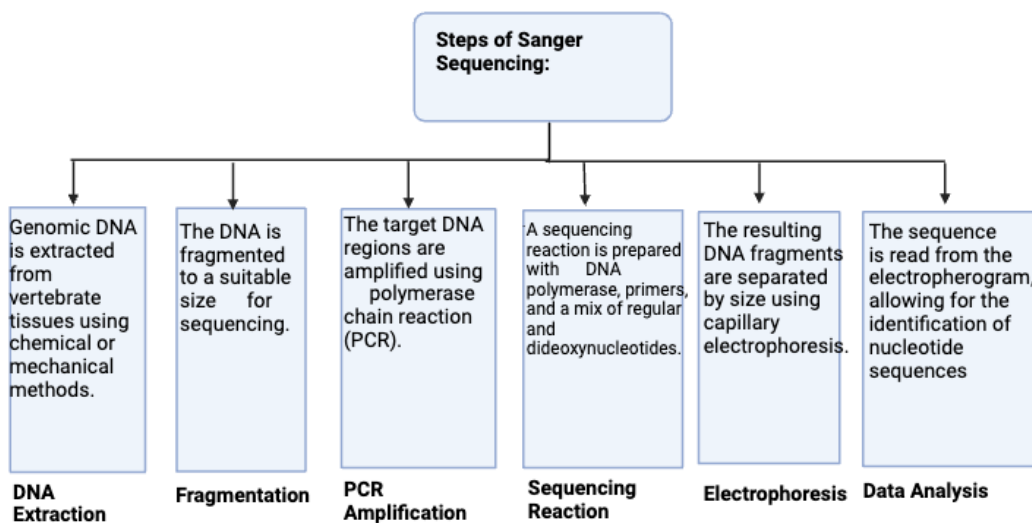 Steps of Sanger
Sequencing:
Genomic DNA
is extracted
from
vertebrate
tissues using
chemical or
mechanical
methods.
DNA
Extraction
The DNA is
fragmented
to a suitable
size for
sequencing.
Fragmentation
The target DNA
regions are
amplified using
polymerase
chain reaction
(PCR).
PCR
Amplification
A sequencing
reaction is prepared
with DNA
polymerase, primers,
and a mix of regular
and
dideoxynucleotides.
Sequencing
Reaction
The resulting
DNA fragments
are separated
by size using
capillary
electrophoresis.
Electrophoresis
The sequence
is read from the
electropherogram,
allowing for the
identification of
nucleotide
sequences
Data Analysis